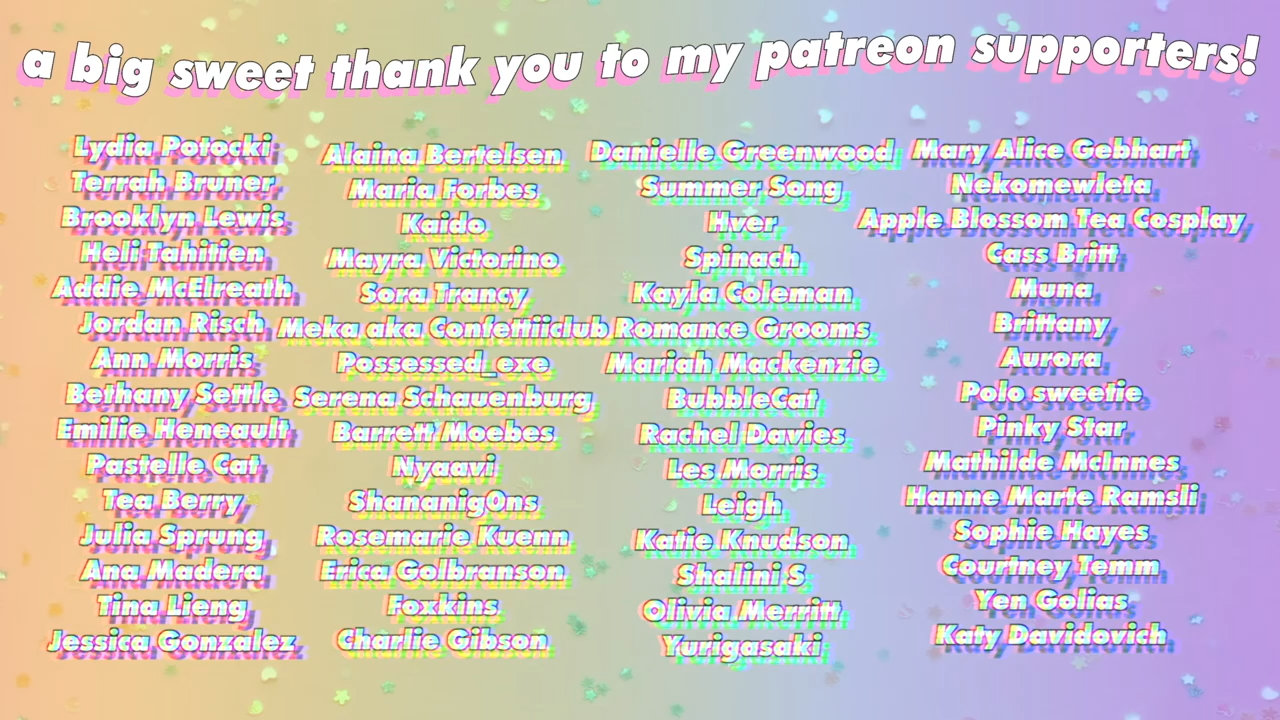 a big sweet thank you to my patreon supporters!
Lydia Potocki
Terrah Bruner
Brooklyn Lewis
Heli Tahitien
Addie McElreath
Jordan Risch
Ann Morris
Bethany Settle
Emilie Heneault
Pastelle Cat
Tea Berry
Julia Sprung
Ana Madera
Tina Lieng
Jessica Gonzalez
Alaina Bertelsen
Maria Forbes
Kaido
Mayra Victorino
Sora Trancy
Meka aka Confettiiclub
Possessed_exe
Serena Schauenburg
Barrett Moebes
Nyaavi
Shananig0ns
Rosemarie Kuenn
Erica Golbranson
Foxkins
Charlie Gibson
Danielle Greenwood
Summer Song
Hver
Spinach
Kayla Coleman
Romance Grooms
Mariah Mackenzie
BubbleCat
Rachel Davies
Les Morris
Leigh
Katie Knudson
Shalini S
Olivia Merritt
Yurigasaki
Mary Alice Gebhart
Nekomewleta
Apple Blossom Tea Cosplay
Cass Britt
Muna
Brittany
Aurora
Polo sweetie
Pinky Star
Mathilde McInnes
Hanne Marte Ramsli
Sophie Hayes
Courtney Temm
Yen Golias
Katy Davidovich